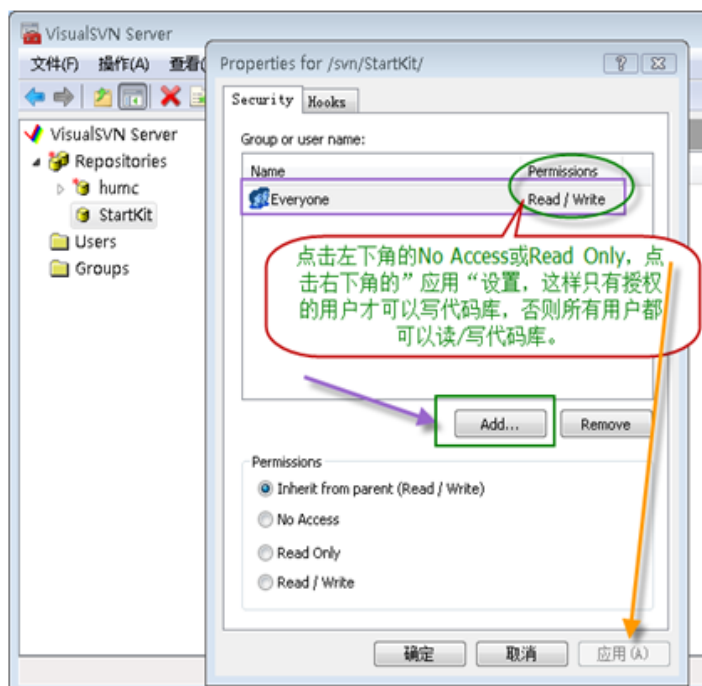 VisualSVN Server
文件(F) 操作(A) 查看(
VisualSVN Server
Repositories
humc
StartKit
Users
Groups
Properties for /svn/StartKit/
Security Hooks
Group or user name:
Name Permissions
Everyone Read / Write
点击左下角的No Access或Read Only，点
击右下角的”应用“设置，这样只有授权
的用户才可以写代码库，否则所有用户都
可以读/写代码库。
Add... Remove
Permissions
Inherit from parent (Read / Write)
No Access
Read Only
Read / Write
确定 取消 应用(A)